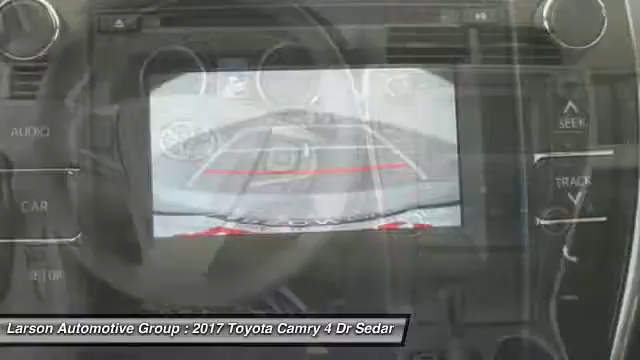 AUDIO
SEEK
TRACK
CAR
SETUP
Larson Automotive Group : 2017 Toyota Camry 4 Dr Sedar